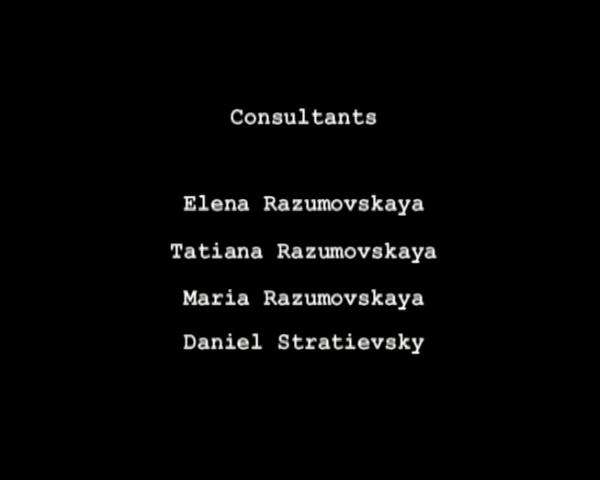 Consultants
Elena Razumovskaya
Tatiana Razumovskaya
Maria Razumovskaya
Daniel Stratievsky